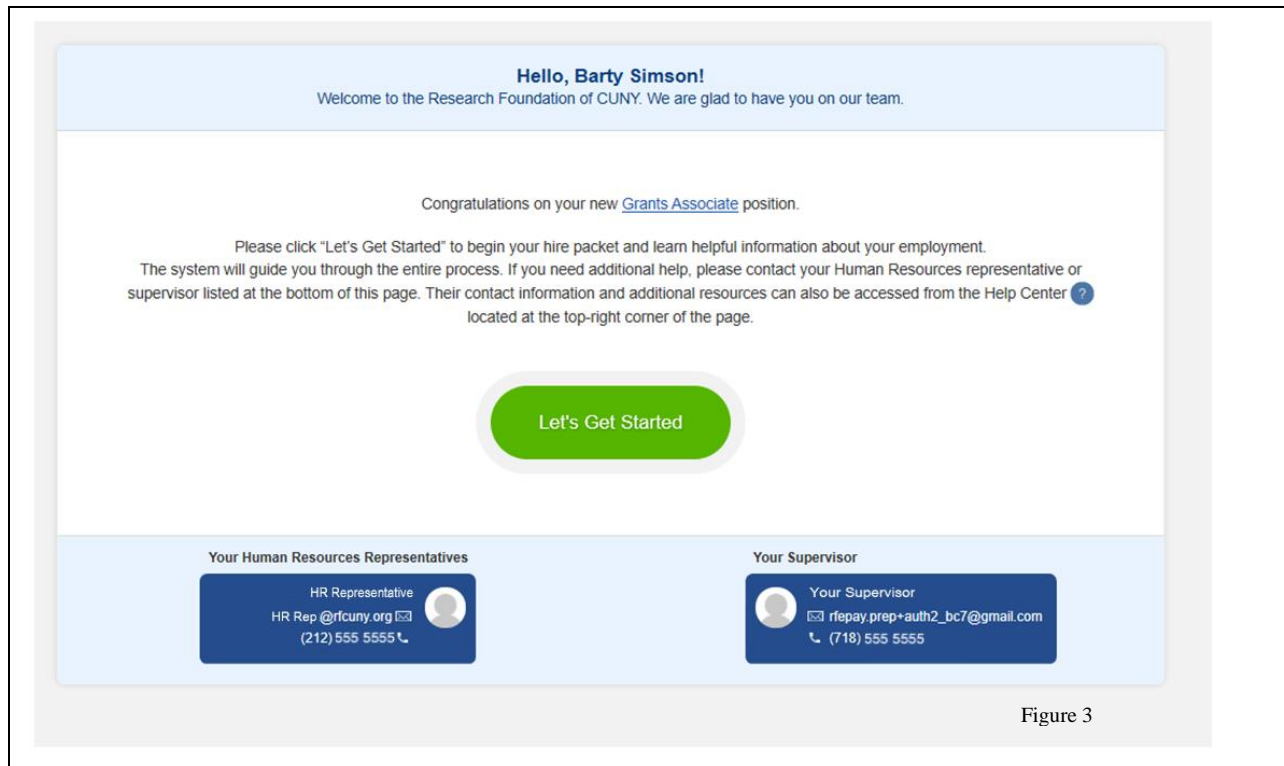 Hello, Barty Simson!
Welcome to the Research Foundation of CUNY. We are glad to have you on our team.
Congratulations on your new Grants Associate position.
Please click “Let's Get Started” to begin your hire packet and learn helpful information about your employment.
The system will guide you through the entire process. If you need additional help, please contact your Human Resources representative or
supervisor listed at the bottom of this page. Their contact information and additional resources can also be accessed from the Help Center ?
located at the top-right corner of the page.
Let's Get Started
Your Human Resources Representatives
HR Representative
HR Rep @rfcuny.org
(212) 555 5555
Your Supervisor
Your Supervisor
rfepay.prep+auth2_bc7@gmail.com
(718) 555 5555
Figure 3